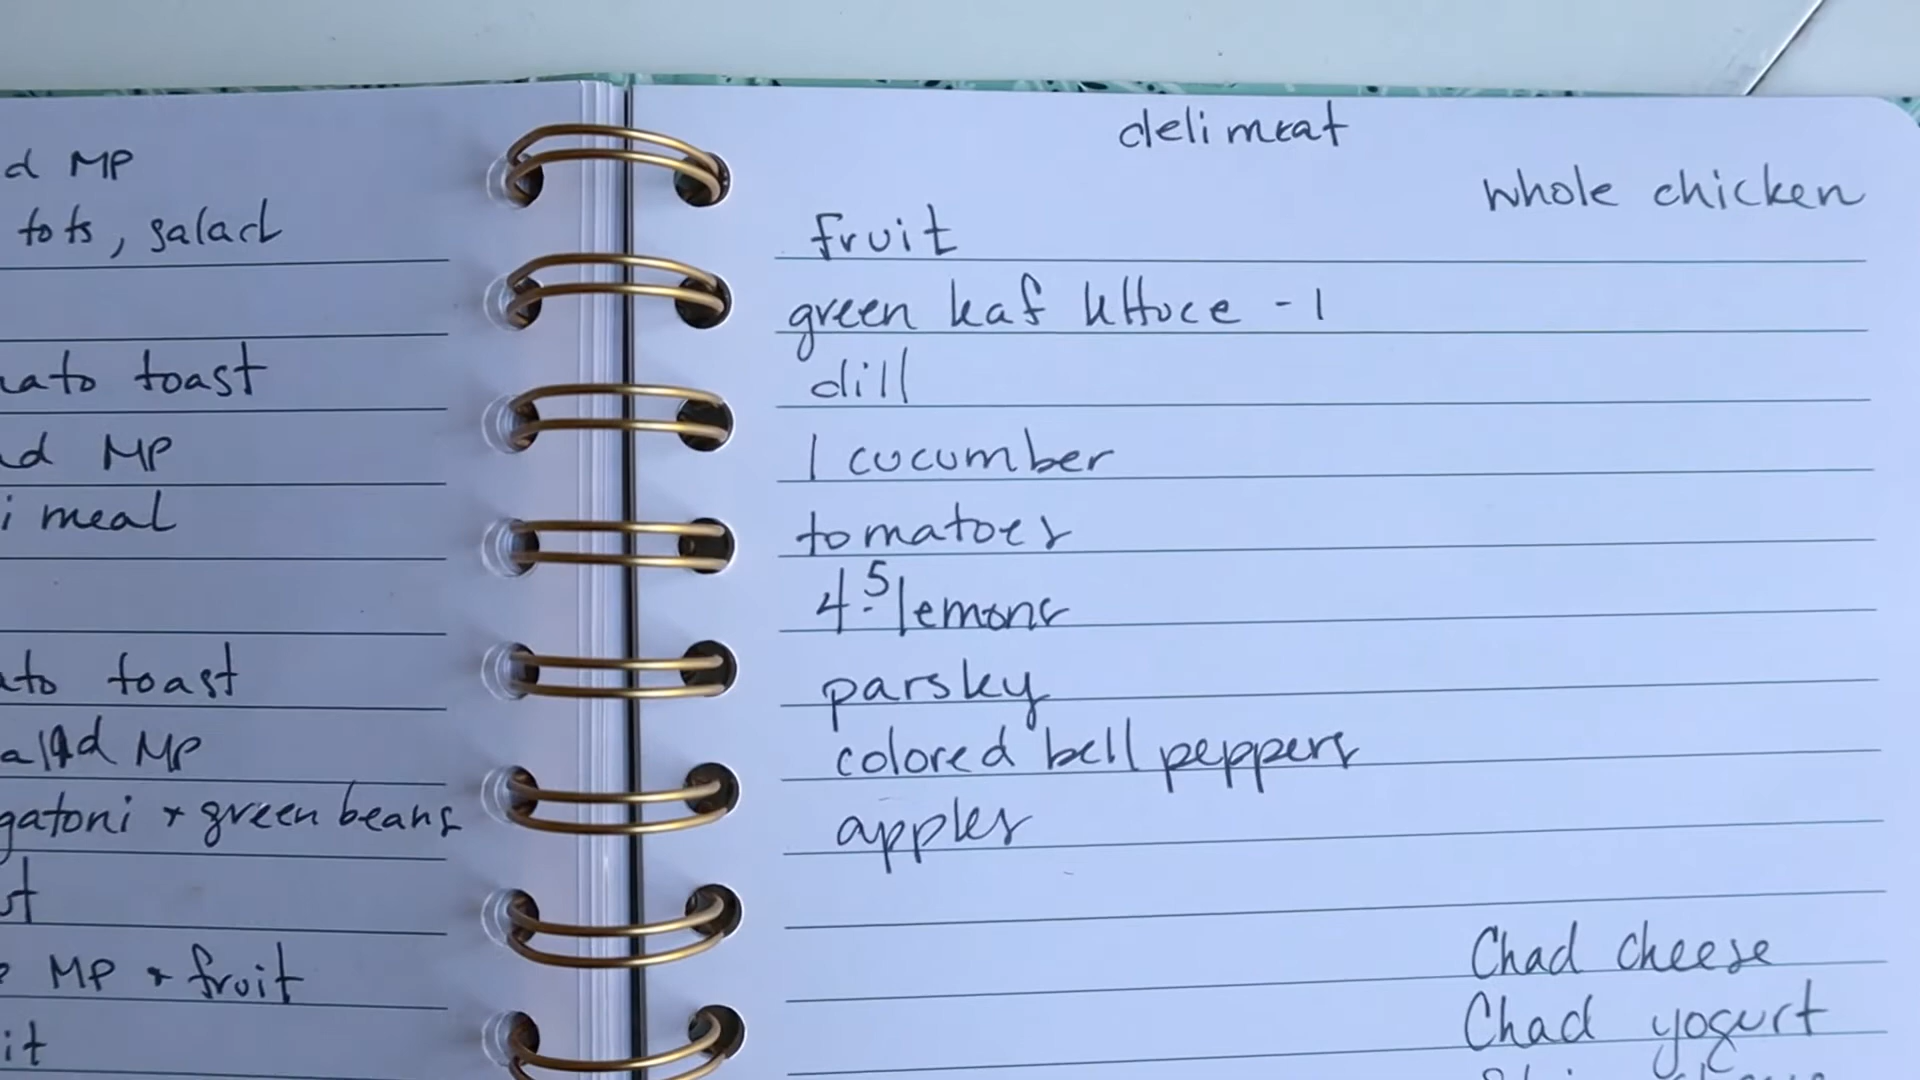 d MP
tots, salad
toast
d MP
i meal
toast
MP
+ green beans
MP + fruit
it
deli meat
whole chicken
fruit
green leaf lettuce - 1
dill
1 cucumber
tomatoes
4-5 lemons
parsley
colored bell peppers
apples
Chad cheese
Chad yogurt